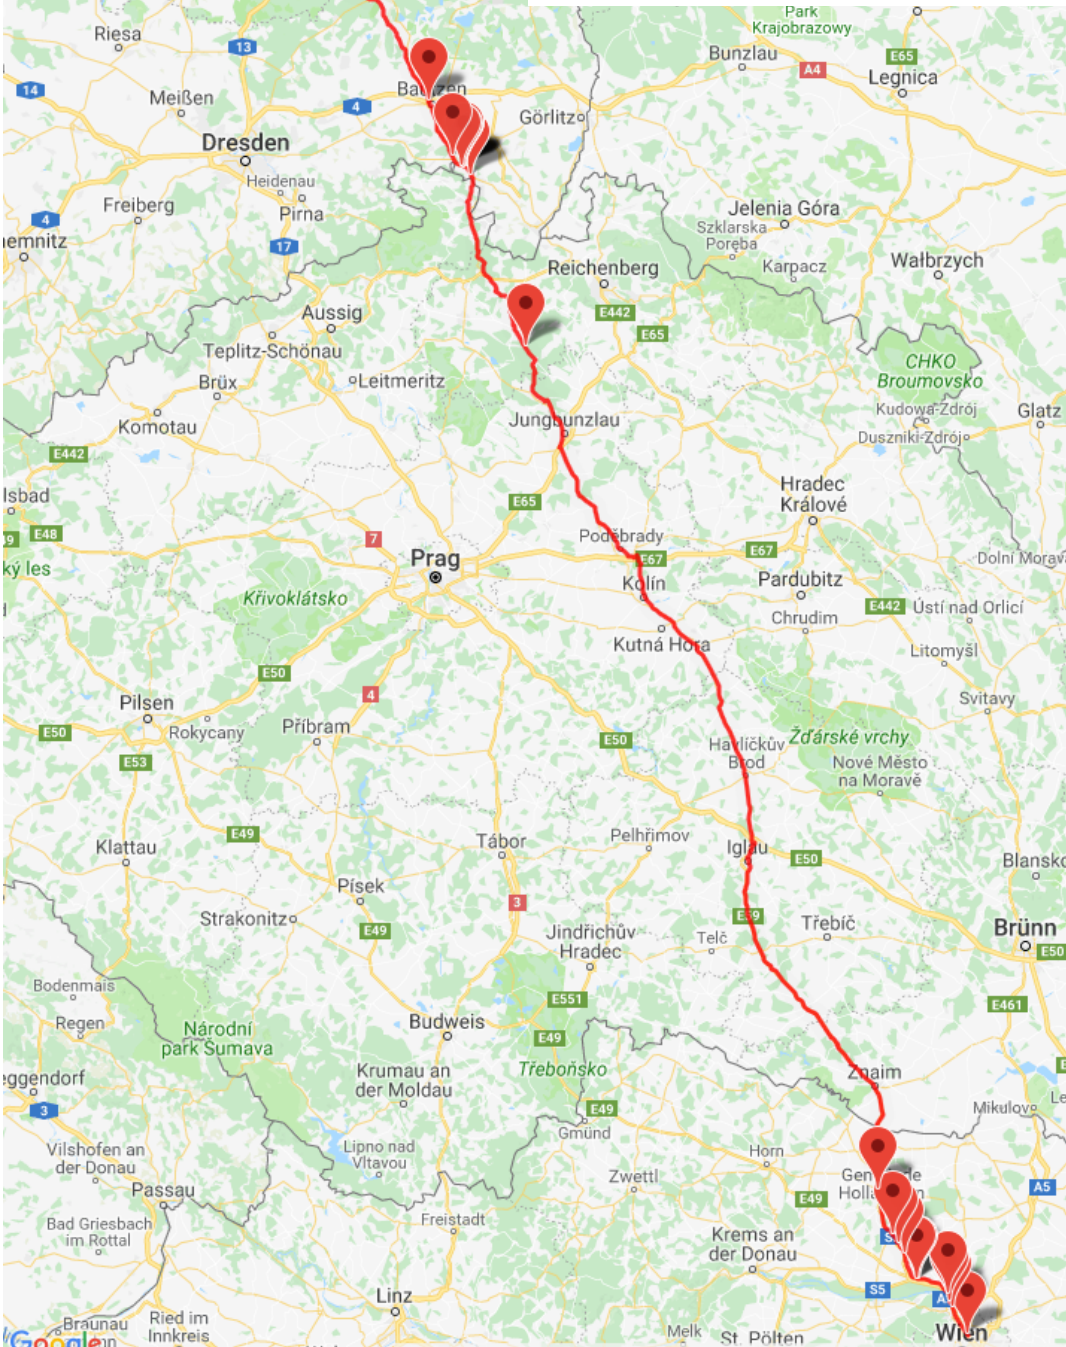 Park
Krajobrazowy
Riesa
13
Bunzlau
E65
A4
Legnica
14
Meißen
4
Görlitz
Dresden
Heidenau
Freiberg
Pirna
4
17
Jelenia Góra
Szklarska
Poręba
Karpacz
Wałbrzych
Reichenberg
E442
Aussig
E65
Teplitz-Schönau
CHKO
Broumovsko
Brüx
Leitmeritz
Kudowa-Zdrój
Glatz
Komotau
Jungbunzlau
Duszniki-Zdrój
E442
Hradec
Králové
E65
E48
7
Poděbrady
Prag
E67
E67
Dolní Morav
ký les
Kolín
Pardubitz
Křivoklátsko
E442
Ústí nad Orlicí
Chrudim
Kutná Hora
Litomyšl
E50
4
Pilsen
Svitavy
Příbram
Rokycany
E50
E50
Havlíčkův
Brod
Žďárské vrchy
E53
Nové Město
na Moravě
E49
Tábor
Pelhřimov
Klattau
Iglau
E50
Blansko
Písek
3
Strakonitz
E49
E59
Třebíč
Jindřichův
Hradec
Telč
Brünn
E50
Bodenmais
E551
E461
Regen
Budweis
Národní
park Šumava
E49
Krumau an
der Moldau
Třeboňsko
Znaim
3
E49
Mikulov
Gmünd
Vilshofen an
der Donau
Lipno nad
Vltavou
Horn
Zwettl
Passau
E49
A5
Bad Griesbach
im Rottal
Freistadt
Krems an
der Donau
S5
Linz
Braunau
Ried im
Innkreis
Melk
St. Pölten
Wien
Google